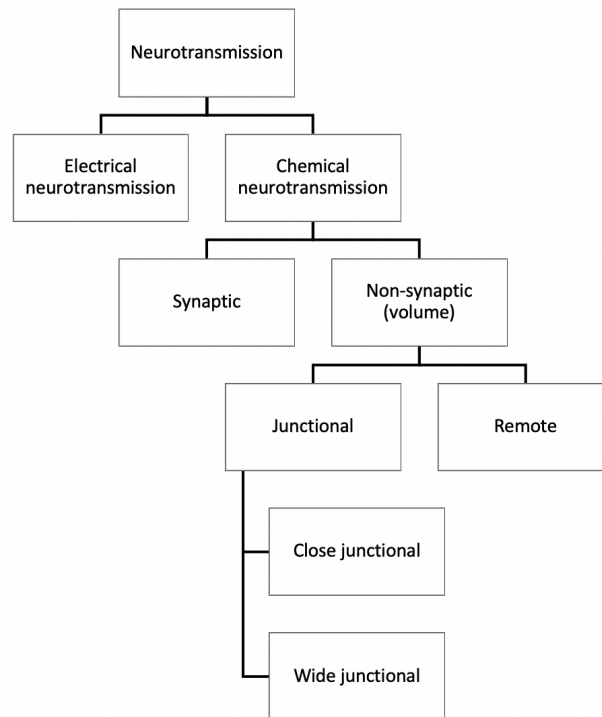 Neurotransmission
Electrical
neurotransmission
Chemical
neurotransmission
Synaptic
Non-synaptic
(volume)
Junctional
Remote
Close junctional
Wide junctional